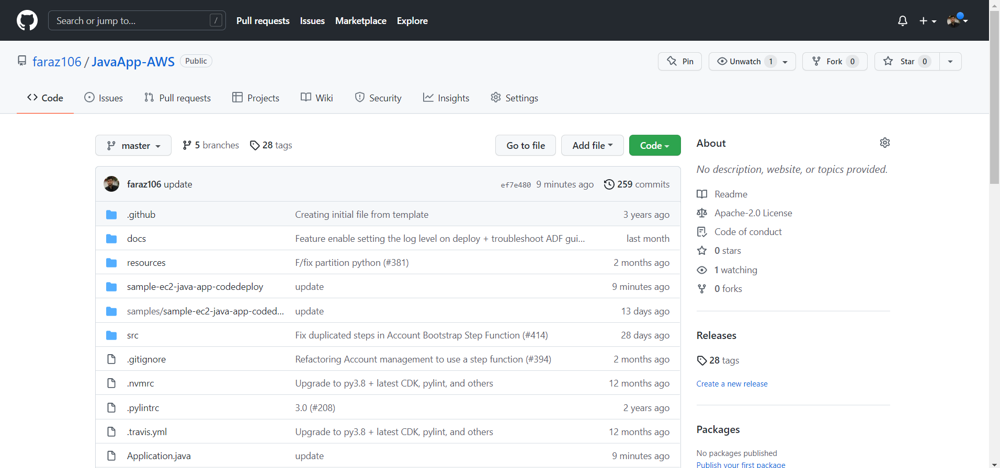 Search or jump to... /
Pull requests Issues Marketplace Explore
faraz106 / JavaApp-AWS Public
Pin Unwatch 1 Fork 0 Star 0
Code Issues Pull requests Projects Wiki Security Insights Settings
master 5 branches 28 tags Go to file Add file Code
faraz106 update ef7e480 9 minutes ago 259 commits
.github Creating initial file from template 3 years ago
docs Feature enable setting the log level on deploy + troubleshoot ADF gui... last month
resources F/fix partition python (#381) 2 months ago
sample-ec2-java-app-codedeploy update 9 minutes ago
samples/sample-ec2-java-app-coded... update 13 days ago
src Fix duplicated steps in Account Bootstrap Step Function (#414) 28 days ago
.gitignore Refactoring Account management to use a step function (#394) 2 months ago
.nvmrc Upgrade to py3.8 + latest CDK, pylint, and others 12 months ago
.pylintrc 3.0 (#208) 2 years ago
.travis.yml Upgrade to py3.8 + latest CDK, pylint, and others 12 months ago
Application.java update 9 minutes ago
About
No description, website, or topics provided.
Readme
Apache-2.0 License
Code of conduct
0 stars
1 watching
0 forks
Releases
28 tags
Create a new release
Packages
No packages published
Publish your first package